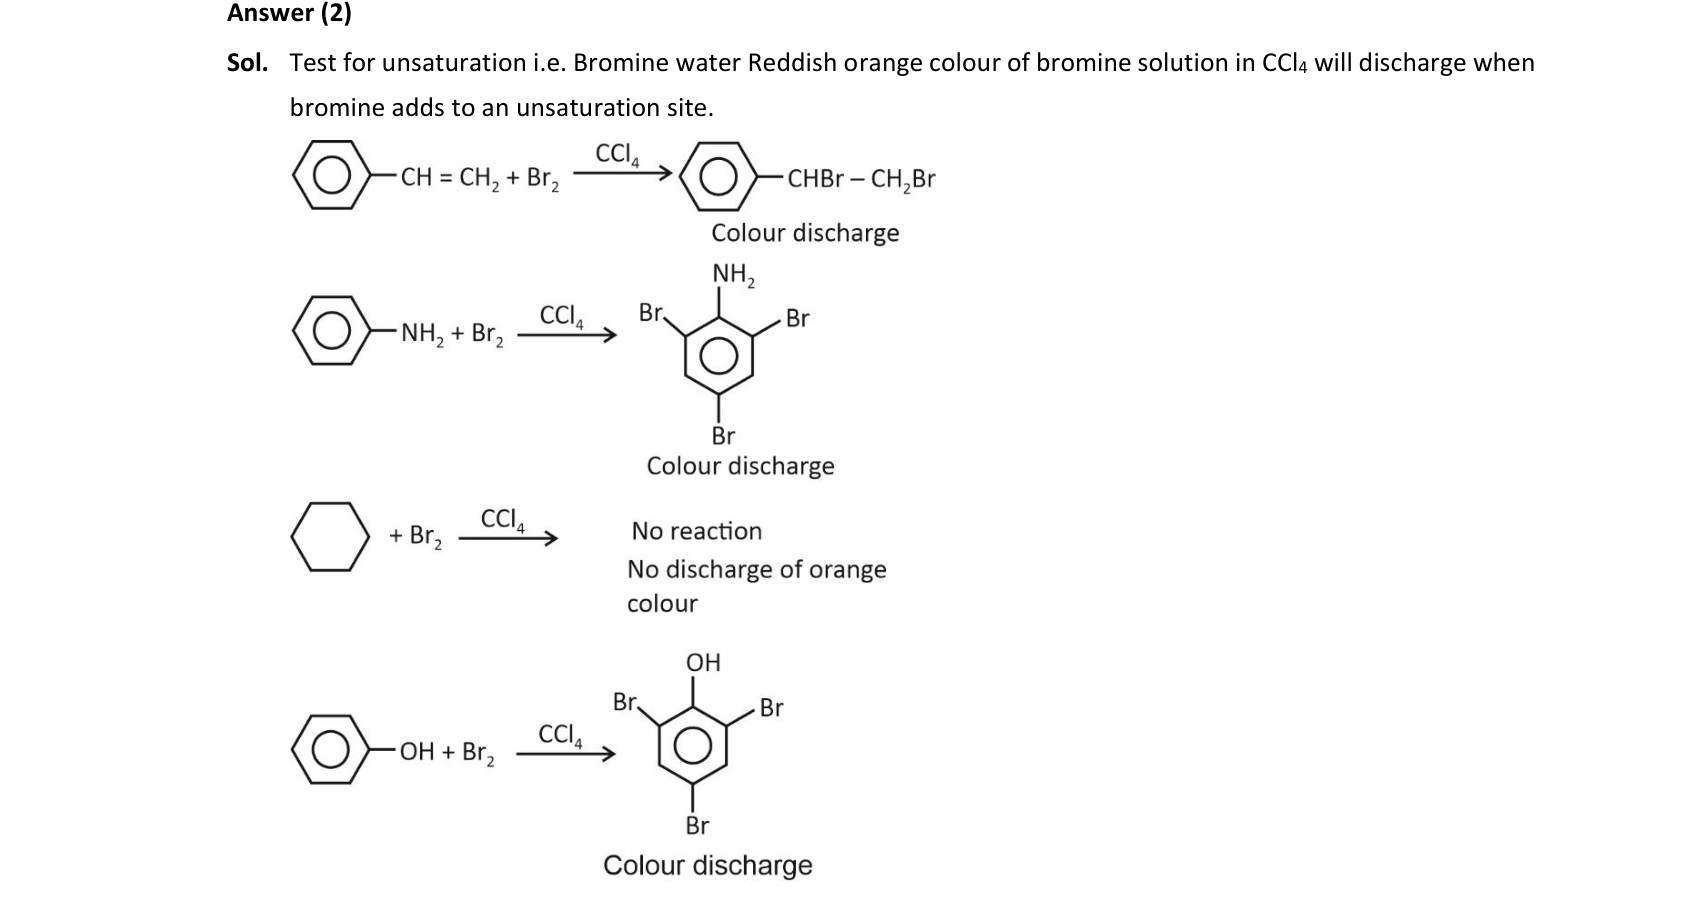 Answer (2)
Sol. Test for unsaturation i.e. Bromine water Reddish orange colour of bromine solution in CCl₄ will discharge when
bromine adds to an unsaturation site.
CH = CH₂ + Br₂ CCl₄ CHBr – CH₂Br
Colour discharge
NH₂
NH₂ + Br₂ CCl₄ Br Br
Br
Colour discharge
+ Br₂ CCl₄ No reaction
No discharge of orange
colour
OH
Br Br
OH + Br₂ CCl₄
Br
Colour discharge